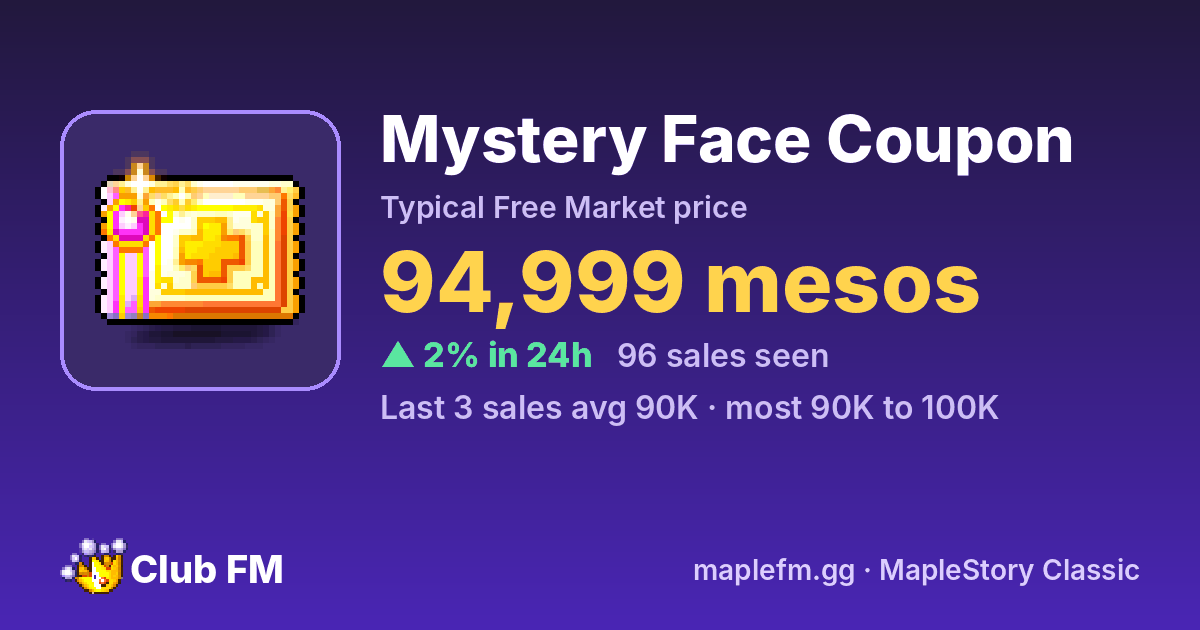 Mystery Face Coupon
Typical Free Market price
94,999 mesos
▲ 2% in 24h 96 sales seen
Last 3 sales avg 90K · most 90K to 100K
Club FM
maplefm.gg · MapleStory Classic